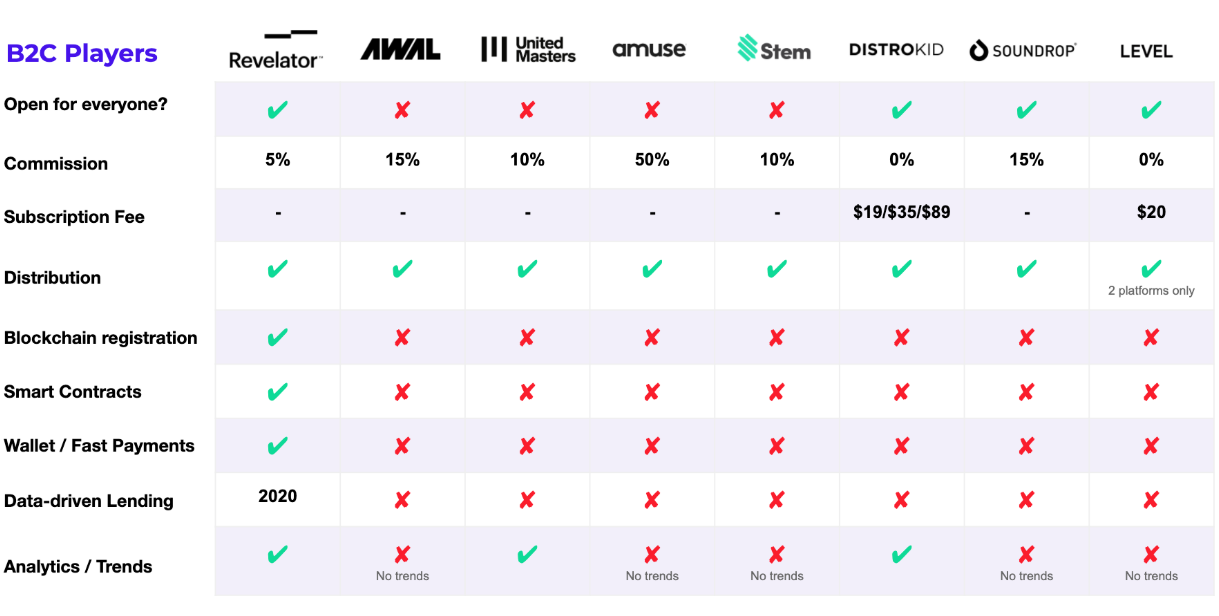 B2C Players Revelator™ AWAL United Masters amuse Stem DISTROKID SOUNDROP LEVEL
Open for everyone? ✔ ✘ ✘ ✘ ✘ ✔ ✔ ✔
Commission 5% 15% 10% 50% 10% 0% 15% 0%
Subscription Fee - - - - - $19/$35/$89 - $20
Distribution ✔ ✔ ✔ ✔ ✔ ✔ ✔ ✔
2 platforms only
Blockchain registration ✔ ✘ ✘ ✘ ✘ ✘ ✘ ✘
Smart Contracts ✔ ✘ ✘ ✘ ✘ ✘ ✘ ✘
Wallet / Fast Payments ✔ ✘ ✘ ✘ ✘ ✘ ✘ ✘
Data-driven Lending 2020 ✘ ✘ ✘ ✘ ✘ ✘ ✘
Analytics / Trends ✔ ✘ ✔ ✘ ✘ ✔ ✘ ✘
No trends No trends No trends No trends No trends